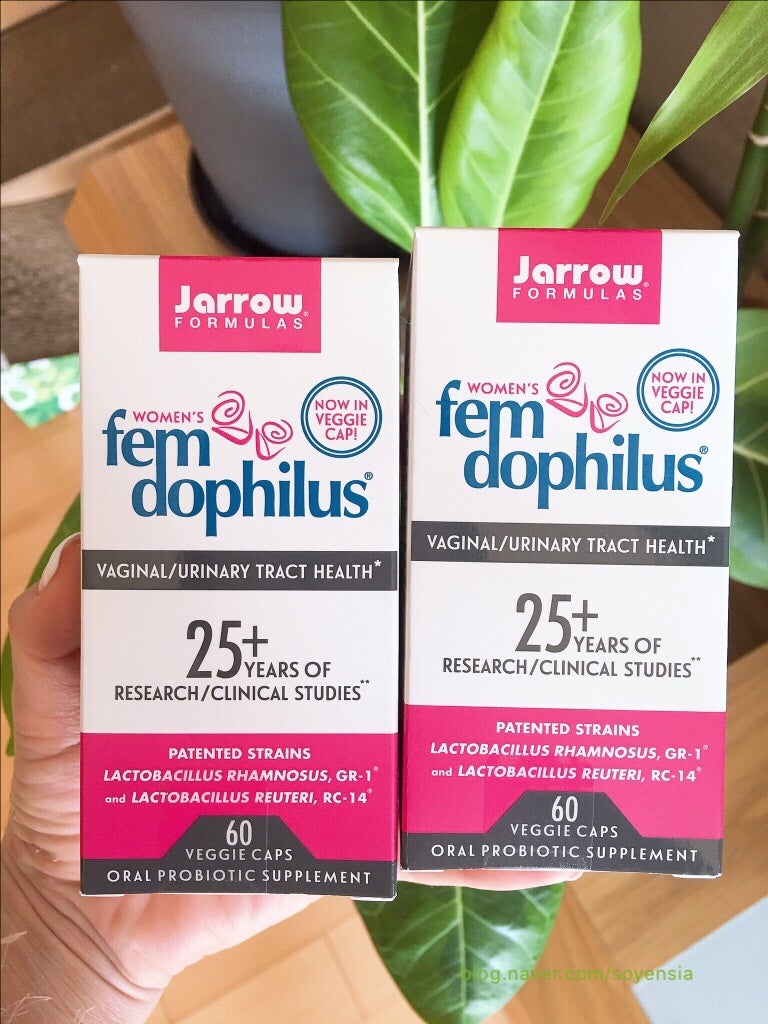 Jarrow®
FORMULAS
WOMEN'S
fem
dophilus®
NOW IN
VEGGIE
CAP!
VAGINAL/URINARY TRACT HEALTH*
25+
YEARS OF
RESEARCH/CLINICAL STUDIES**
PATENTED STRAINS
LACTOBACILLUS RHAMNOSUS, GR-1®
and LACTOBACILLUS REUTERI, RC-14®
60
VEGGIE CAPS
ORAL PROBIOTIC SUPPLEMENT
Jarrow®
FORMULAS
WOMEN'S
fem
dophilus®
NOW IN
VEGGIE
CAP!
VAGINAL/URINARY TRACT HEALTH*
25+
YEARS OF
RESEARCH/CLINICAL STUDIES**
PATENTED STRAINS
LACTOBACILLUS RHAMNOSUS, GR-1®
and LACTOBACILLUS REUTERI, RC-14®
60
VEGGIE CAPS
ORAL PROBIOTIC SUPPLEMENT
blog.naver.com/soyensia